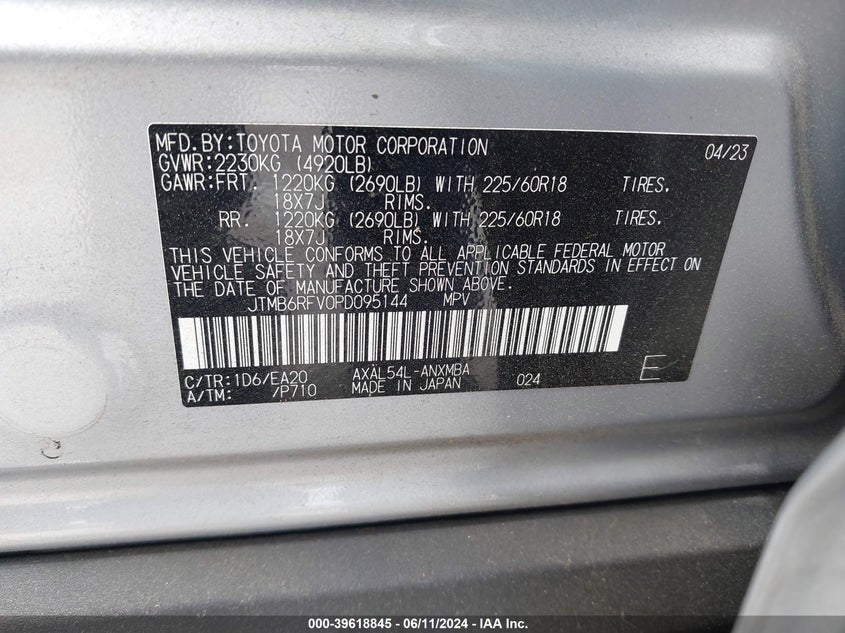 MFD.BY:TOYOTA MOTOR CORPORATION 04/23
GVWR:2230KG (4920LB)
GAWR:FRT. 1220KG (2690LB) WITH 225/60R18 TIRES.
18X7J RIMS.
RR. 1220KG (2690LB) WITH 225/60R18 TIRES.
18X7J RIMS.
THIS VEHICLE CONFORMS TO ALL APPLICABLE FEDERAL MOTOR
VEHICLE SAFETY AND THEFT PREVENTION STANDARDS IN EFFECT ON
THE DATE OF MANUFACTURE SHOWN ABOVE.
JTMB6RFV0PD095144 MPV
C/TR:1D6/EA20 AXAL54L-ANXMBA
A/TM: /P710 MADE IN JAPAN 024 E
000-39618845 - 06/11/2024 - IAA Inc.